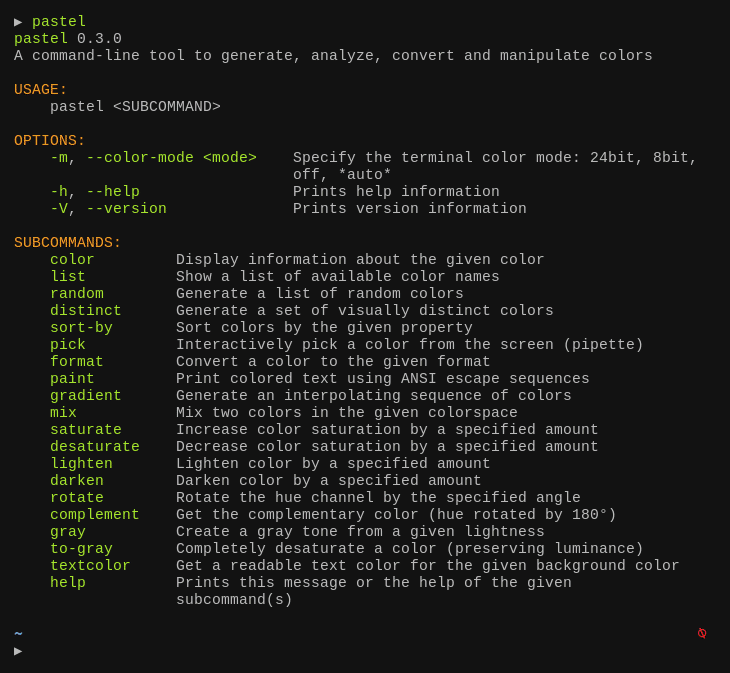 ▶ pastel
pastel 0.3.0
A command-line tool to generate, analyze, convert and manipulate colors
USAGE:
    pastel <SUBCOMMAND>
OPTIONS:
    -m, --color-mode <mode>    Specify the terminal color mode: 24bit, 8bit,
                               off, *auto*
    -h, --help                 Prints help information
    -V, --version              Prints version information
SUBCOMMANDS:
    color         Display information about the given color
    list          Show a list of available color names
    random        Generate a list of random colors
    distinct      Generate a set of visually distinct colors
    sort-by       Sort colors by the given property
    pick          Interactively pick a color from the screen (pipette)
    format        Convert a color to the given format
    paint         Print colored text using ANSI escape sequences
    gradient      Generate an interpolating sequence of colors
    mix           Mix two colors in the given colorspace
    saturate      Increase color saturation by a specified amount
    desaturate    Decrease color saturation by a specified amount
    lighten       Lighten color by a specified amount
    darken        Darken color by a specified amount
    rotate        Rotate the hue channel by the specified angle
    complement    Get the complementary color (hue rotated by 180°)
    gray          Create a gray tone from a given lightness
    to-gray       Completely desaturate a color (preserving luminance)
    textcolor     Get a readable text color for the given background color
    help          Prints this message or the help of the given
                  subcommand(s)
~
▶